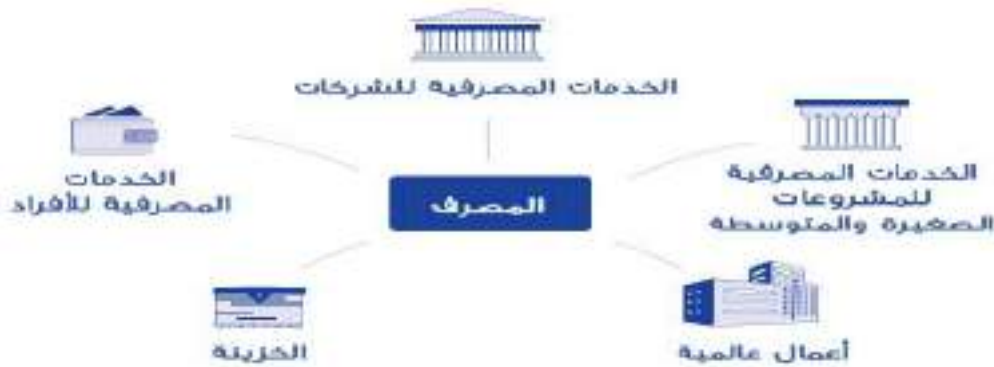 الخدمات المصرفية للشركات
الخدمات المصرفية
للمشروعات
الصغيرة والمتوسطة
الخدمات
المصرفية للأفراد
المصرف
أعمال عالمية
الخزينة